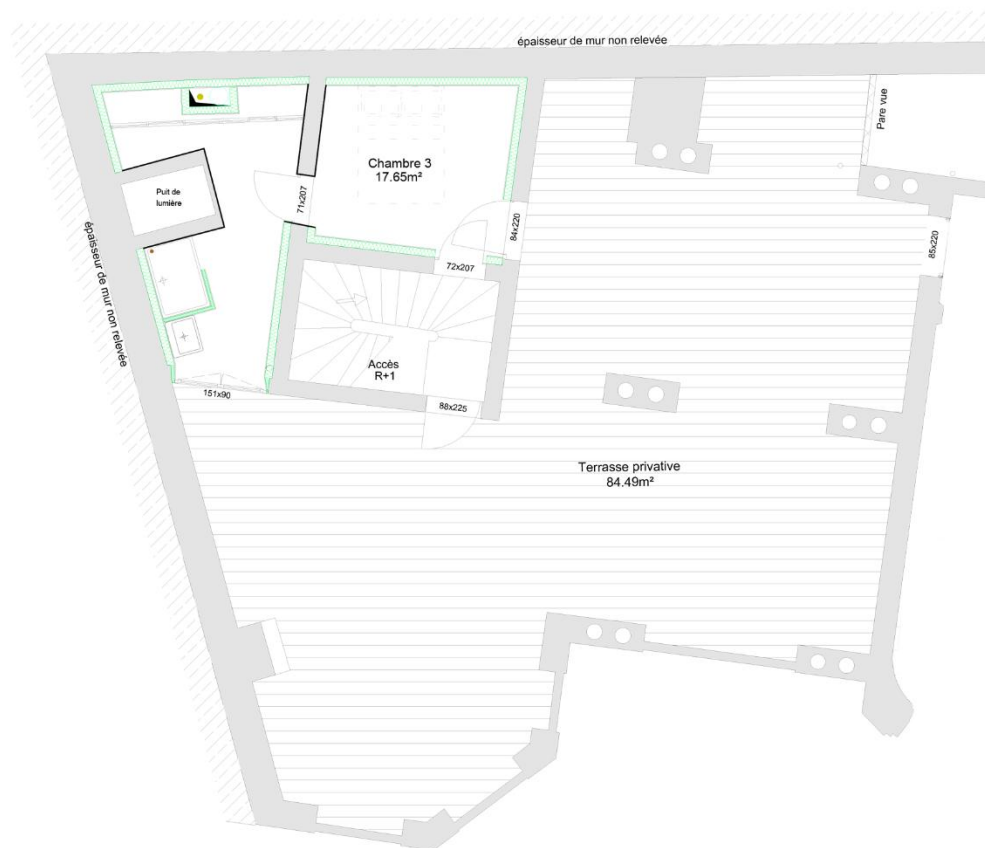 épaisseur de mur non relevée
Pare vue
Chambre 3
17.65m²
Puit de
lumière
71x207
84x220
85x220
72x207
épaisseur de mur non relevée
Accès
R+1
151x90
88x225
Terrasse privative
84.49m²